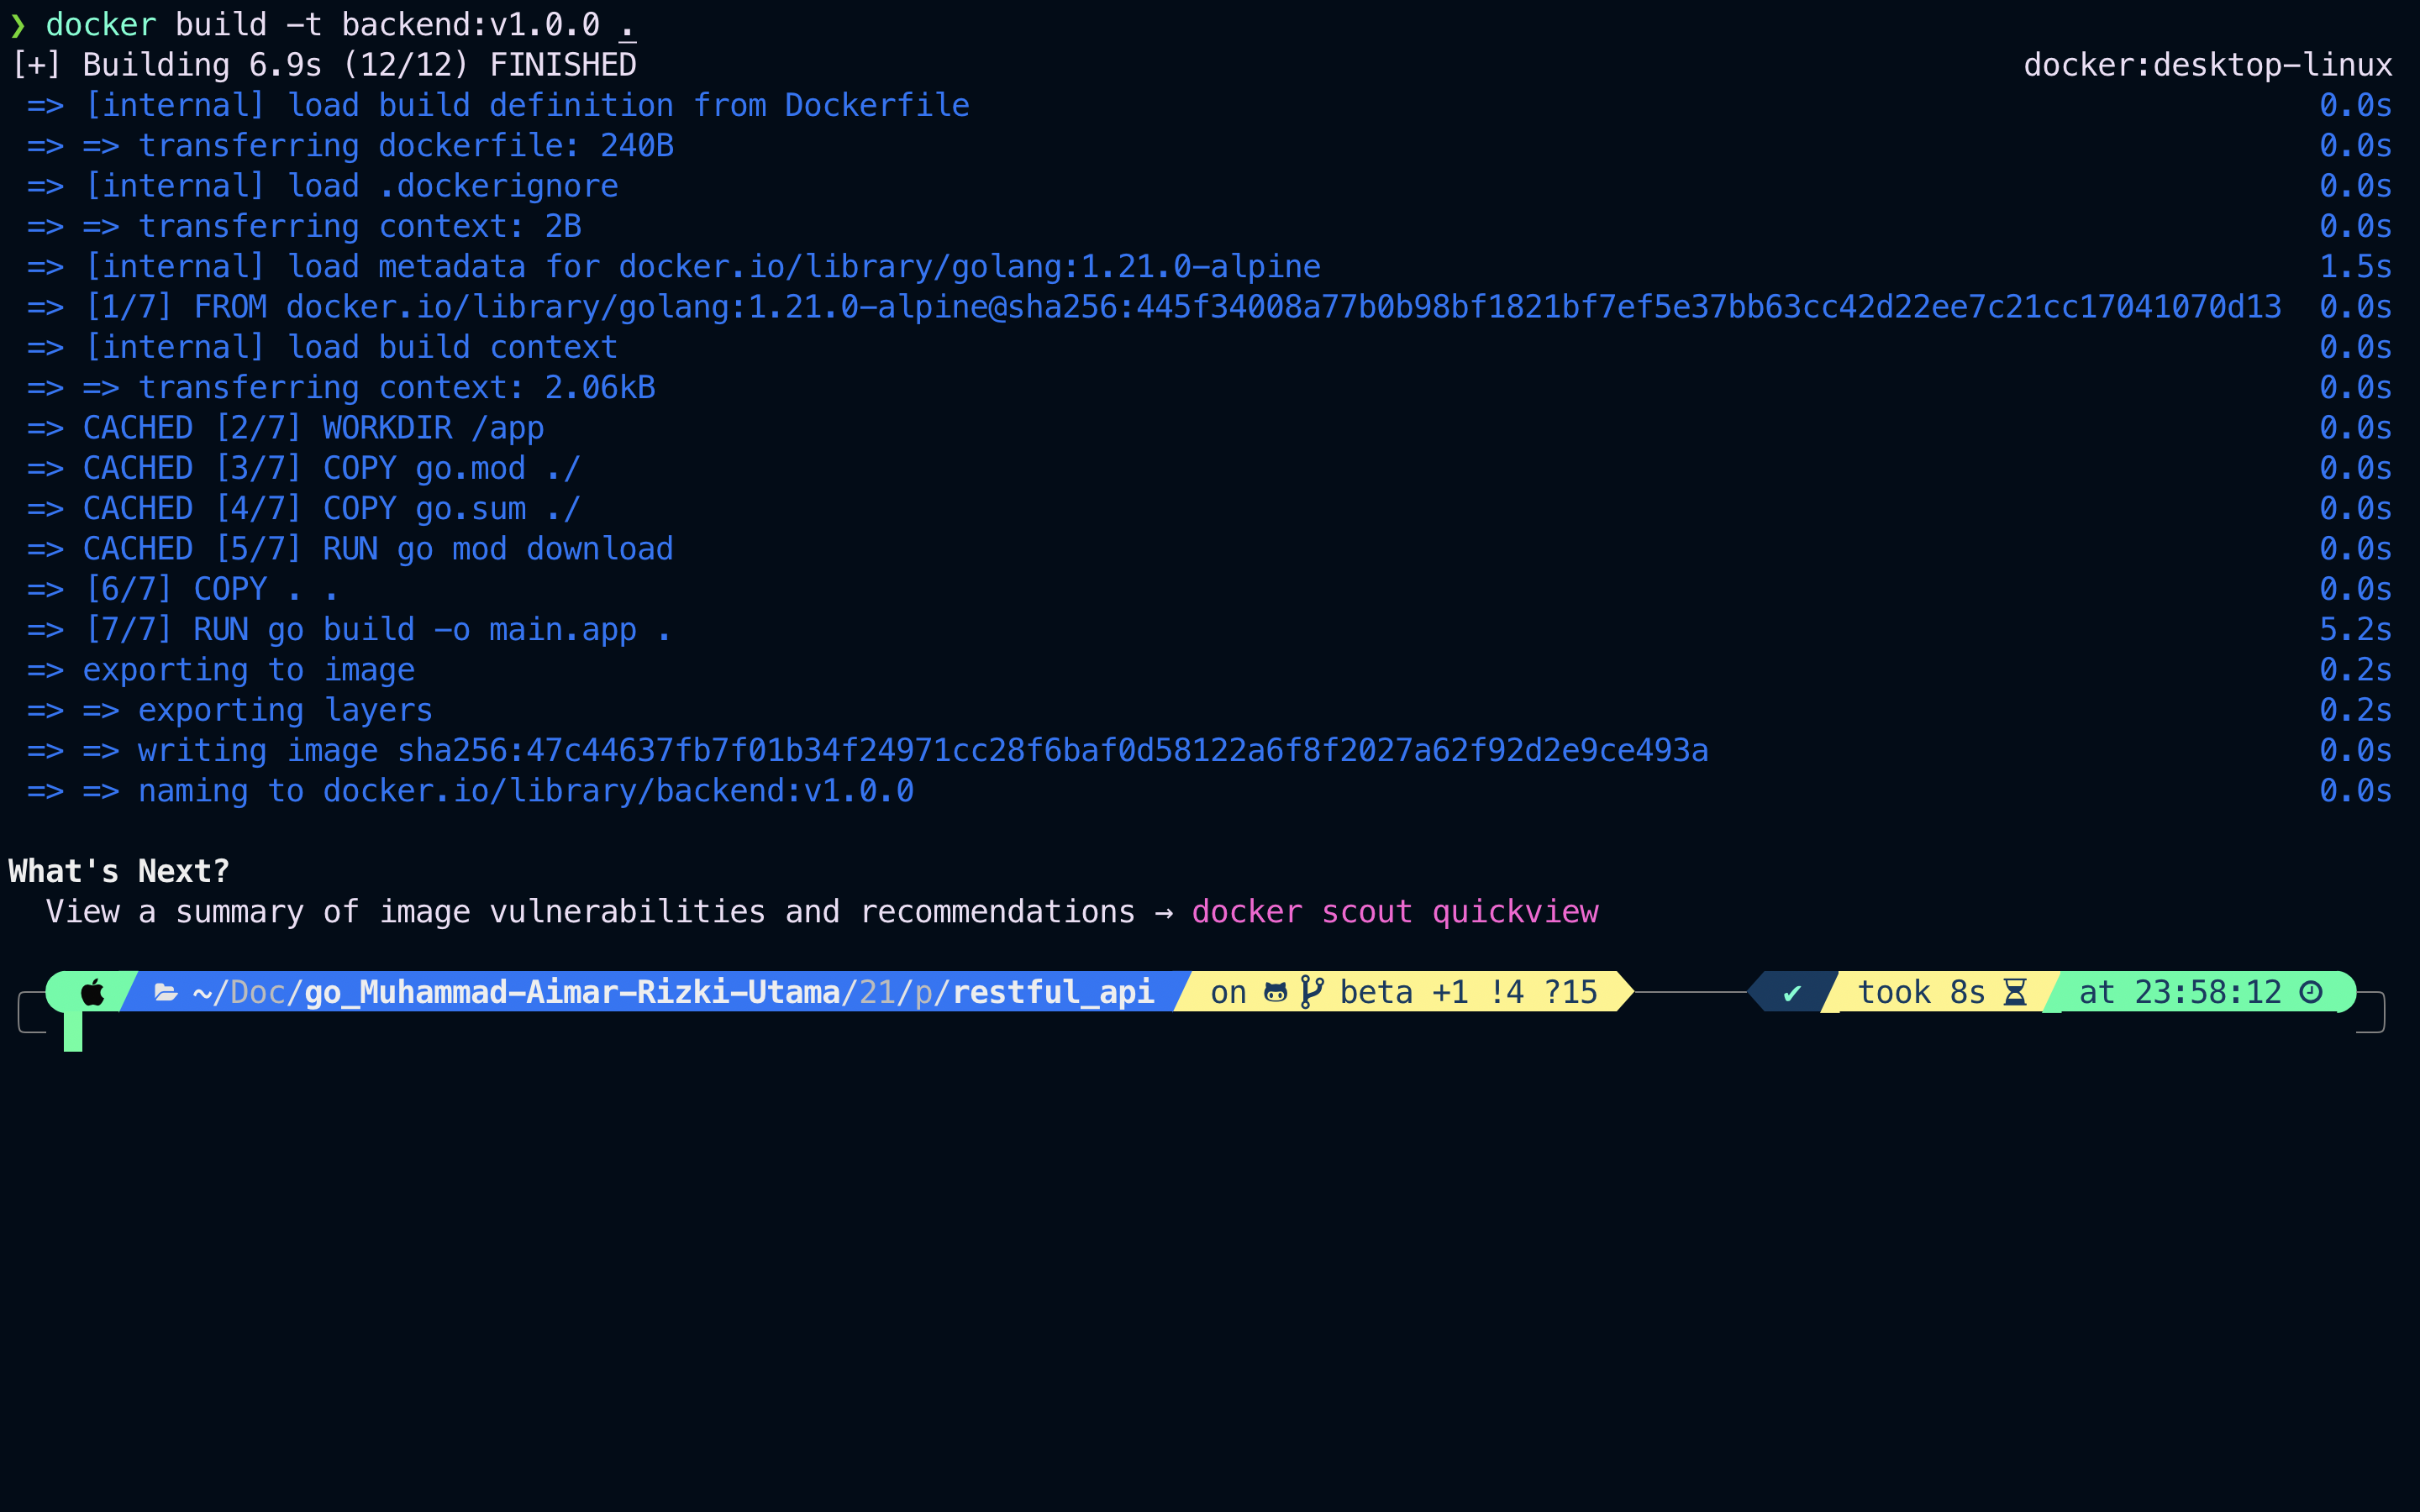 ❯ docker build -t backend:v1.0.0 .
[+] Building 6.9s (12/12) FINISHED docker:desktop-linux
=> [internal] load build definition from Dockerfile 0.0s
=> => transferring dockerfile: 240B 0.0s
=> [internal] load .dockerignore 0.0s
=> => transferring context: 2B 0.0s
=> [internal] load metadata for docker.io/library/golang:1.21.0-alpine 1.5s
=> [1/7] FROM docker.io/library/golang:1.21.0-alpine@sha256:445f34008a77b0b98bf1821bf7ef5e37bb63cc42d22ee7c21cc17041070d13 0.0s
=> [internal] load build context 0.0s
=> => transferring context: 2.06kB 0.0s
=> CACHED [2/7] WORKDIR /app 0.0s
=> CACHED [3/7] COPY go.mod ./ 0.0s
=> CACHED [4/7] COPY go.sum ./ 0.0s
=> CACHED [5/7] RUN go mod download 0.0s
=> [6/7] COPY . . 0.0s
=> [7/7] RUN go build -o main.app . 5.2s
=> exporting to image 0.2s
=> => exporting layers 0.2s
=> => writing image sha256:47c44637fb7f01b34f24971cc28f6baf0d58122a6f8f2027a62f92d2e9ce493a 0.0s
=> => naming to docker.io/library/backend:v1.0.0 0.0s
What's Next?
View a summary of image vulnerabilities and recommendations → docker scout quickview
~/Doc/go_Muhammad-Aimar-Rizki-Utama/21/p/restful_api on beta +1 !4 ?15 ✔ took 8s at 23:58:12